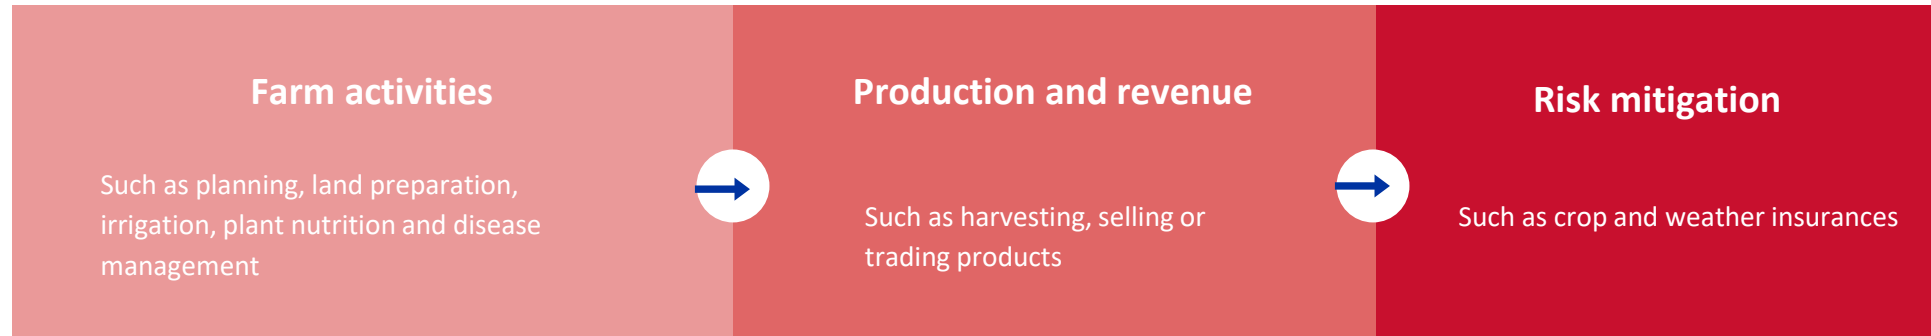 Farm activities
Such as planning, land preparation,
irrigation, plant nutrition and disease
management
Production and revenue
Such as harvesting, selling or
trading products
Risk mitigation
Such as crop and weather insurances